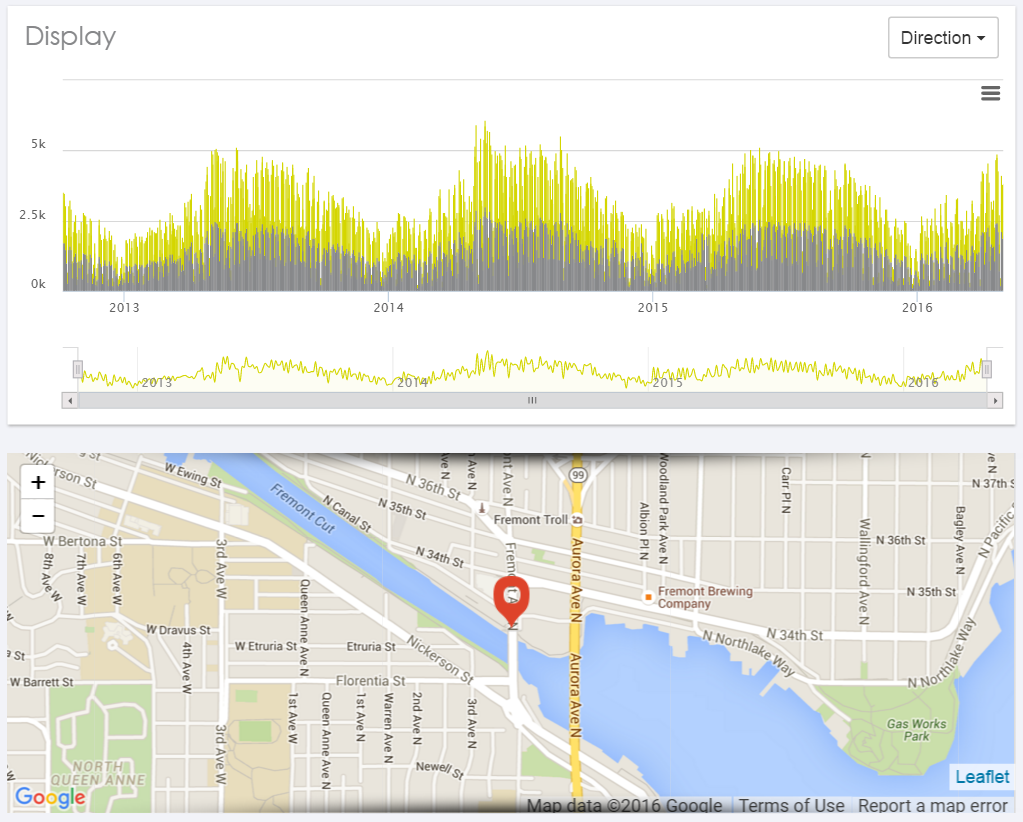 Display
Direction
5k
2.5k
0k
2013
2014
2015
2016
2013
2014
2015
2016
+
−
Nickerson St
W Ewing St
Fremont Cut
N Canal St
N 36th St
N 35th St
N 34th St
Fremont Troll
99
Aurora Ave N
Aurora Ave N
Albion Pl N
Woodland Park Ave N
Carr Pl N
Wallingford Ave N
Bagley Ave N
N 37th S
N 36th St
N 35th St
N Pacific
N 34th St
N Northlake Way
N Northlake Way
Fremont Brewing
Company
Gas Works
Park
W Bertona St
8th Ave W
7th Ave W
6th Ave W
3rd Ave W
3rd Ave W
W Dravus St
4th Ave W
W Barrett St
Queen Anne Ave N
W Etruria St
Etruria St
Nickerson St
Florentia St
1st Ave W
Queen Anne Ave N
1st Ave N
Warren Ave N
2nd Ave N
3rd Ave N
Newell St
NORTH
QUEEN ANNE
Google
Leaflet
Map data ©2016 Google
Terms of Use
Report a map error